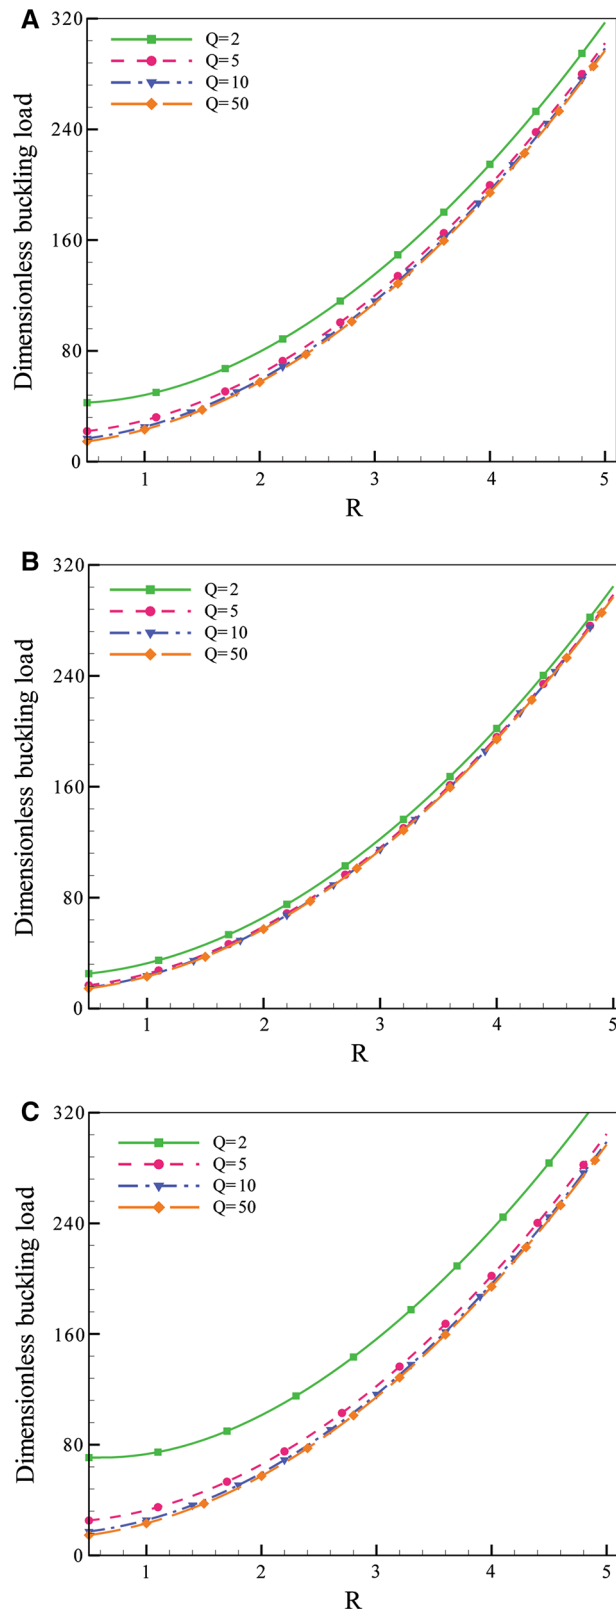 A
320
Q=2
Q=5
Q=10
Q=50
240
160
80
0
Dimensionless buckling load
1 2 3 4 5
R
B
320
Q=2
Q=5
Q=10
Q=50
240
160
80
0
Dimensionless buckling load
1 2 3 4 5
R
C
320
Q=2
Q=5
Q=10
Q=50
240
160
80
0
Dimensionless buckling load
1 2 3 4 5
R